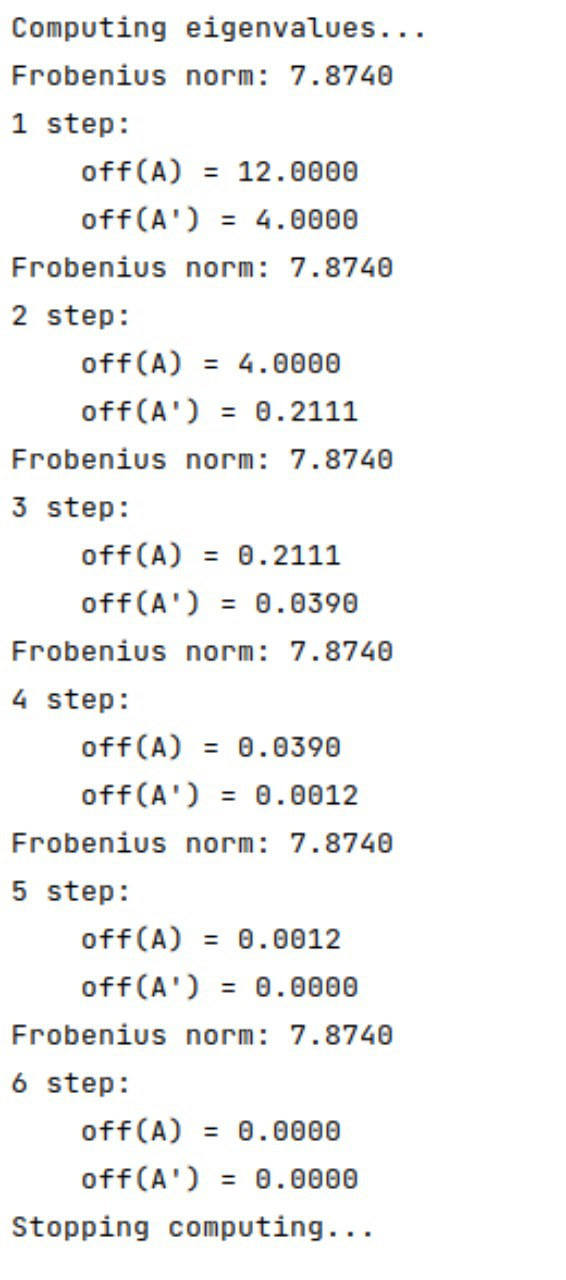 Computing eigenvalues...
Frobenius norm: 7.8740
1 step:
    off(A) = 12.0000
    off(A') = 4.0000
Frobenius norm: 7.8740
2 step:
    off(A) = 4.0000
    off(A') = 0.2111
Frobenius norm: 7.8740
3 step:
    off(A) = 0.2111
    off(A') = 0.0390
Frobenius norm: 7.8740
4 step:
    off(A) = 0.0390
    off(A') = 0.0012
Frobenius norm: 7.8740
5 step:
    off(A) = 0.0012
    off(A') = 0.0000
Frobenius norm: 7.8740
6 step:
    off(A) = 0.0000
    off(A') = 0.0000
Stopping computing...